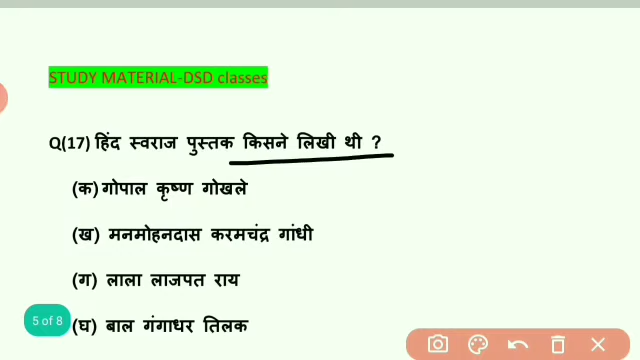 STUDY MATERIAL-DSD classes
Q(17) हिंद स्वराज पुस्तक किसने लिखी थी ?
(क) गोपाल कृष्ण गोखले
(ख) मनमोहनदास करमचंद्र गांधी
(ग) लाला लाजपत राय
(घ) बाल गंगाधर तिलक
5 of 8